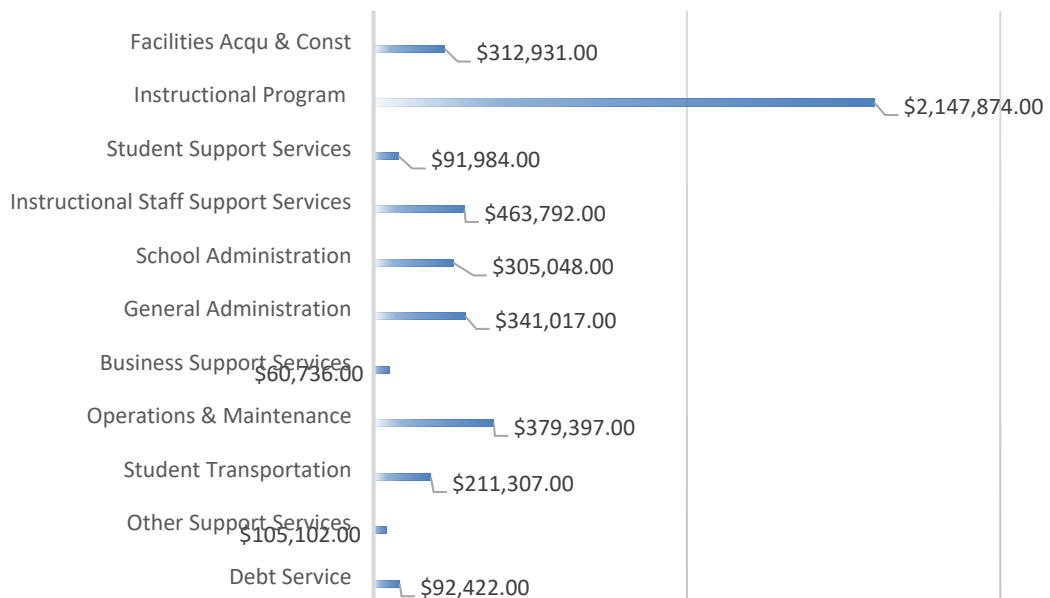 Facilities Acqu & Const
$312,931.00
Instructional Program
$2,147,874.00
Student Support Services
$91,984.00
Instructional Staff Support Services
$463,792.00
School Administration
$305,048.00
General Administration
$341,017.00
Business Support Services
$60,736.00
Operations & Maintenance
$379,397.00
Student Transportation
$211,307.00
Other Support Services
$105,102.00
Debt Service
$92,422.00